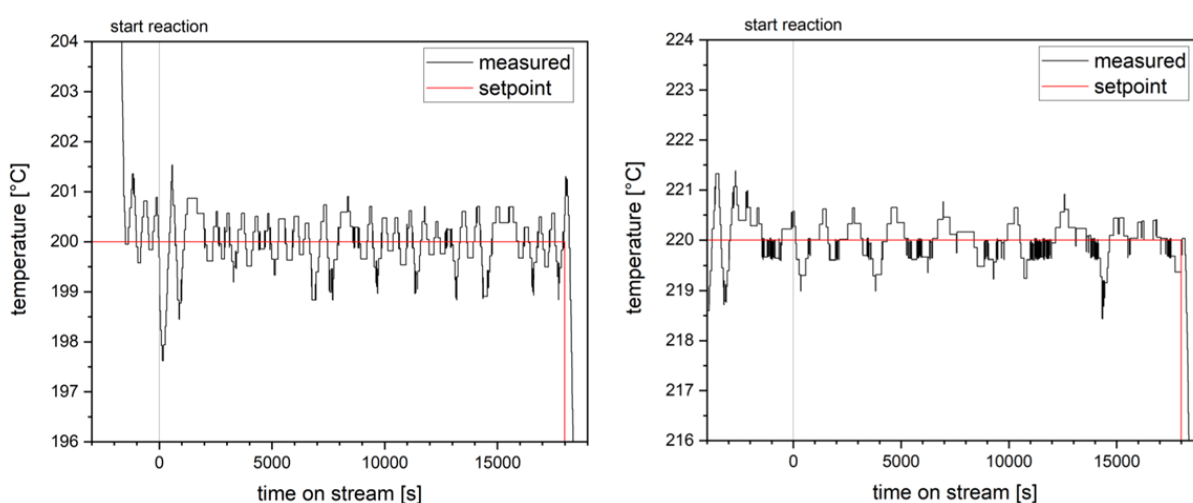 start reaction
204
203
202
201
200
199
198
197
196
temperature [°C]
measured
setpoint
0
5000
10000
15000
time on stream [s]
start reaction
224
223
222
221
220
219
218
217
216
temperature [°C]
measured
setpoint
0
5000
10000
15000
time on stream [s]